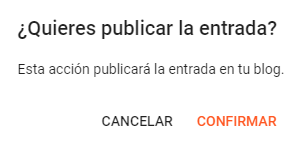 ¿Quieres publicar la entrada?
Esta acción publicará la entrada en tu blog.
CANCELAR CONFIRMAR